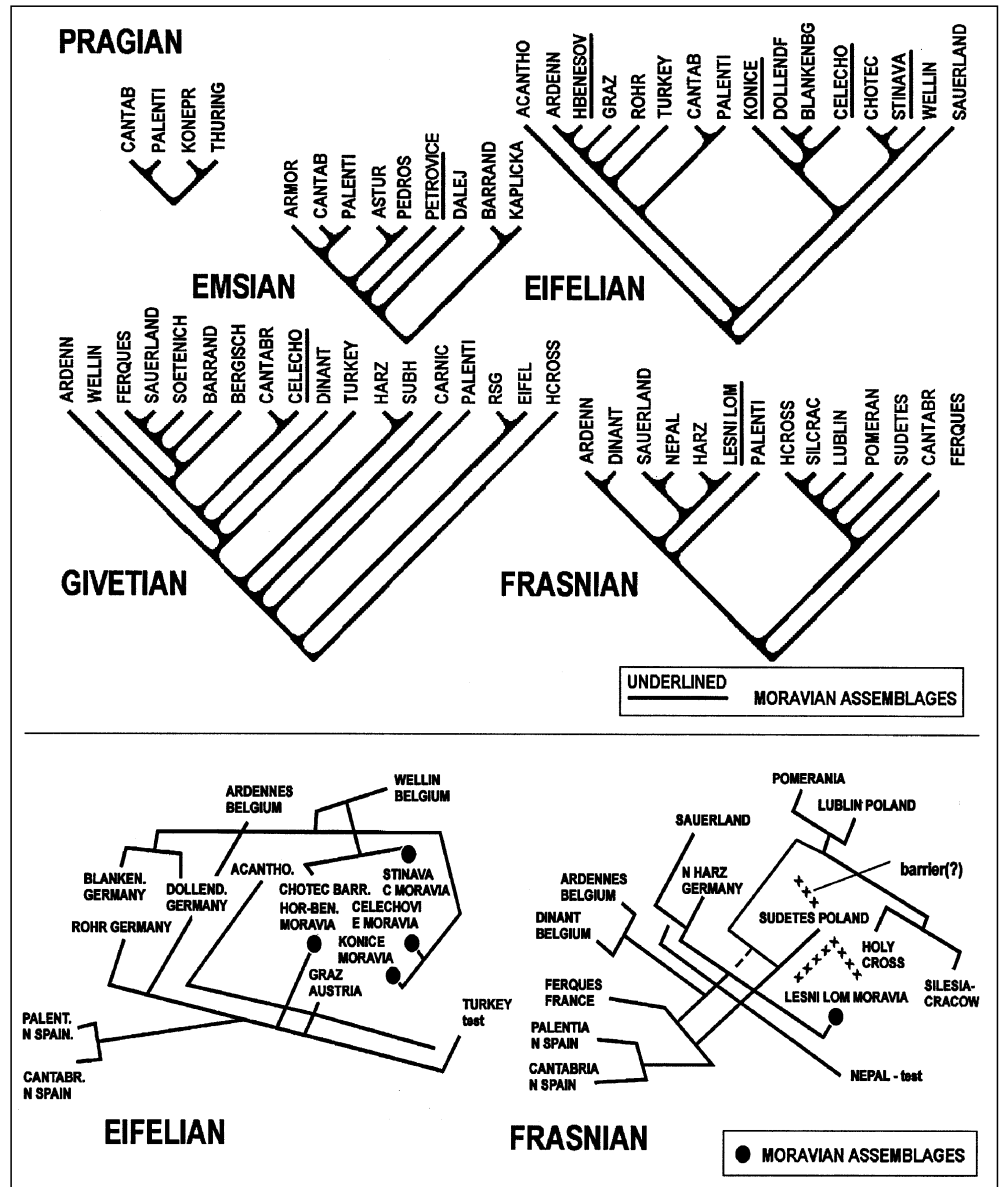 PRAGIAN
CANTAB
PALENTI
KONEPR
THURING
ARMOR
CANTAB
PALENTI
ASTUR
PEDROS
PETROVICE
DALEJ
BARRAND
KAPLICKA
EMSIAN
ACANTHO
ARDENN
HBENESOV
GRAZ
ROHR
TURKEY
CANTAB
PALENTI
KONICE
DOLLENDF
BLANKENBG
CELECHO
CHOTEC
STINAVA
WELLIN
SAUERLAND
EIFELIAN
ARDENN
WELLIN
FERQUES
SAUERLAND
SOETENICH
BARRAND
BERGISCH
CANTABR
CELECHO
DINANT
TURKEY
HARZ
SUBH
CARNIC
PALENTI
RSG
EIFEL
HCROSS
GIVETIAN
ARDENN
DINANT
SAUERLAND
NEPAL
HARZ
LESNI LOM
PALENTI
HCROSS
SILCRAC
LUBLIN
POMERAN
SUDETES
CANTABR
FERQUES
FRASNIAN
UNDERLINED
MORAVIAN ASSEMBLAGES
ARDENNES
BELGIUM
WELLIN
BELGIUM
BLANKEN.
GERMANY
DOLLEND.
GERMANY
ROHR GERMANY
ACANTHO.
CHOTEC BARR.
HOR-BEN.
MORAVIA
STINAVA
C MORAVIA
CELECHOVI
E MORAVIA
KONICE
MORAVIA
GRAZ
AUSTRIA
TURKEY
test
PALENT.
N SPAIN.
CANTABR.
N SPAIN
EIFELIAN
POMERANIA
LUBLIN POLAND
SAUERLAND
barrier(?)
N HARZ
GERMANY
ARDENNES
BELGIUM
DINANT
BELGIUM
SUDETES POLAND
HOLY
CROSS
SILESIA-
CRACOW
LESNI LOM MORAVIA
FERQUES
FRANCE
PALENTIA
N SPAIN
CANTABRIA
N SPAIN
NEPAL - test
FRASNIAN
MORAVIAN ASSEMBLAGES